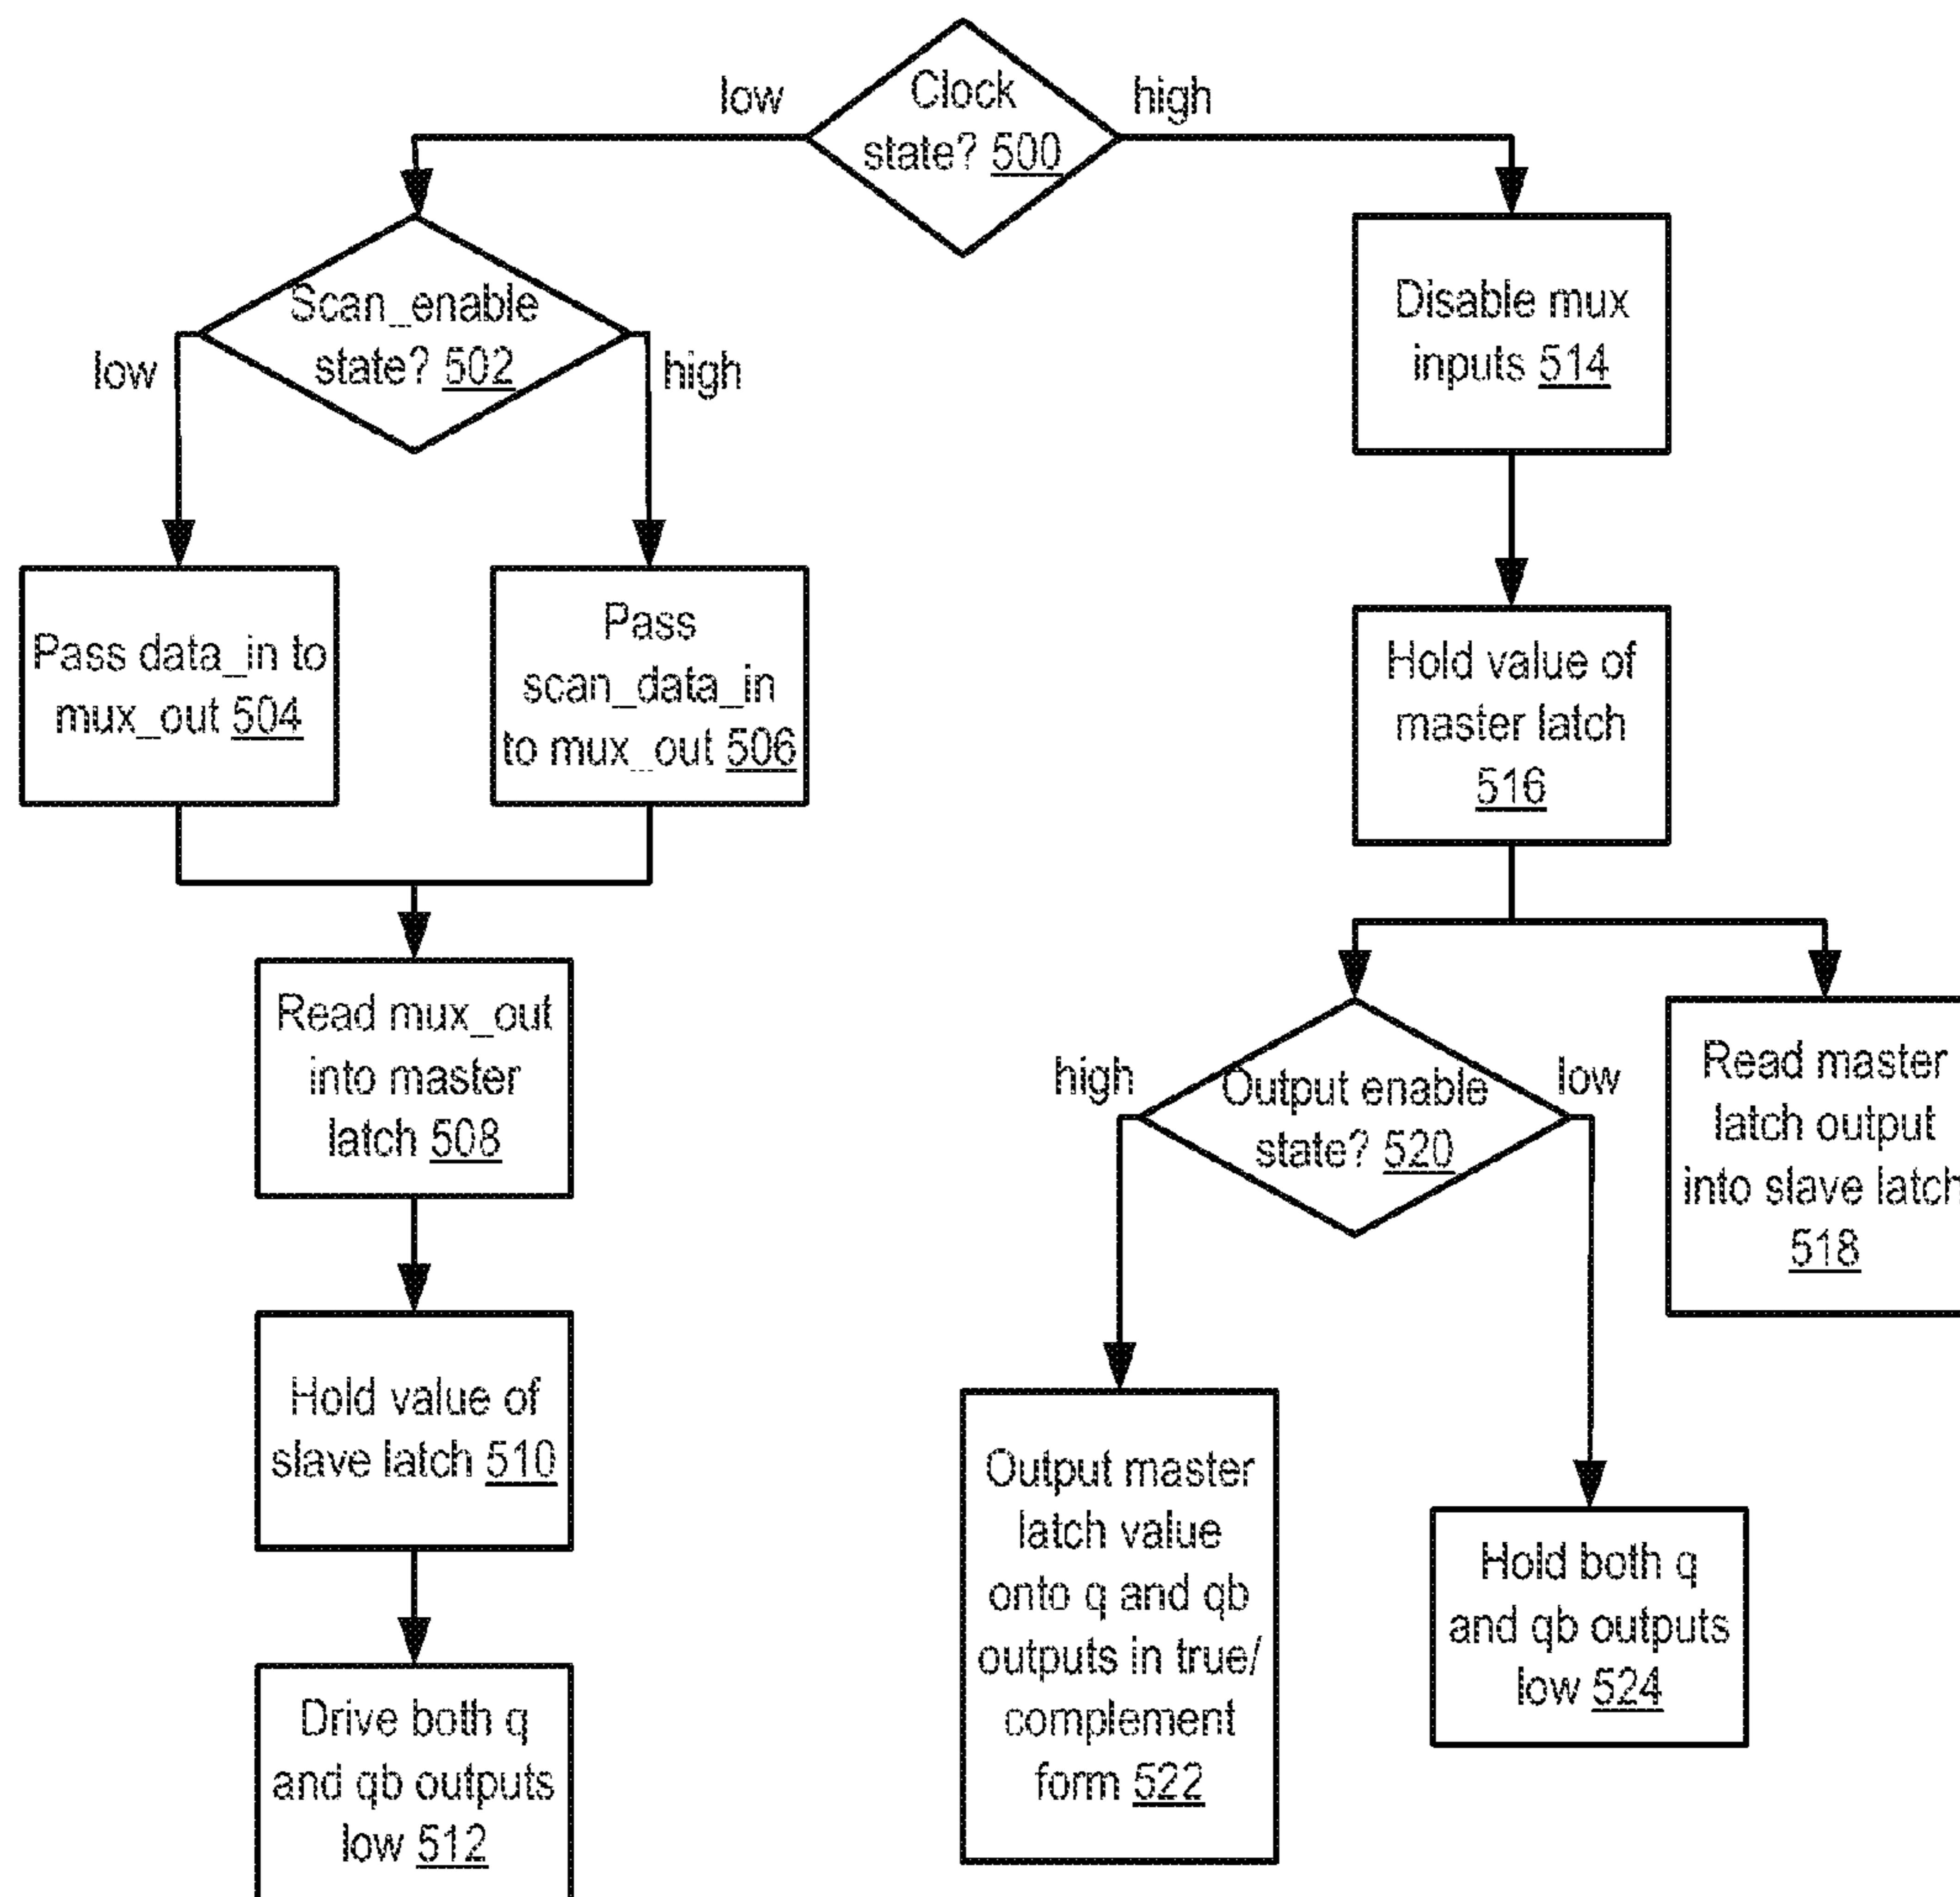 low
Clock
state? 500
high
Scan_enable
state? 502
low
high
Disable mux
inputs 514
Pass data_in to
mux_out 504
Pass
scan_data_in
to mux_out 506
Hold value of
master latch
516
Read mux_out
into master
latch 508
high
Output enable
state? 520
low
Read master
latch output
into slave latch
518
Hold value of
slave latch 510
Output master
latch value
onto q and qb
outputs in true/
complement
form 522
Hold both q
and qb outputs
low 524
Drive both q
and qb outputs
low 512